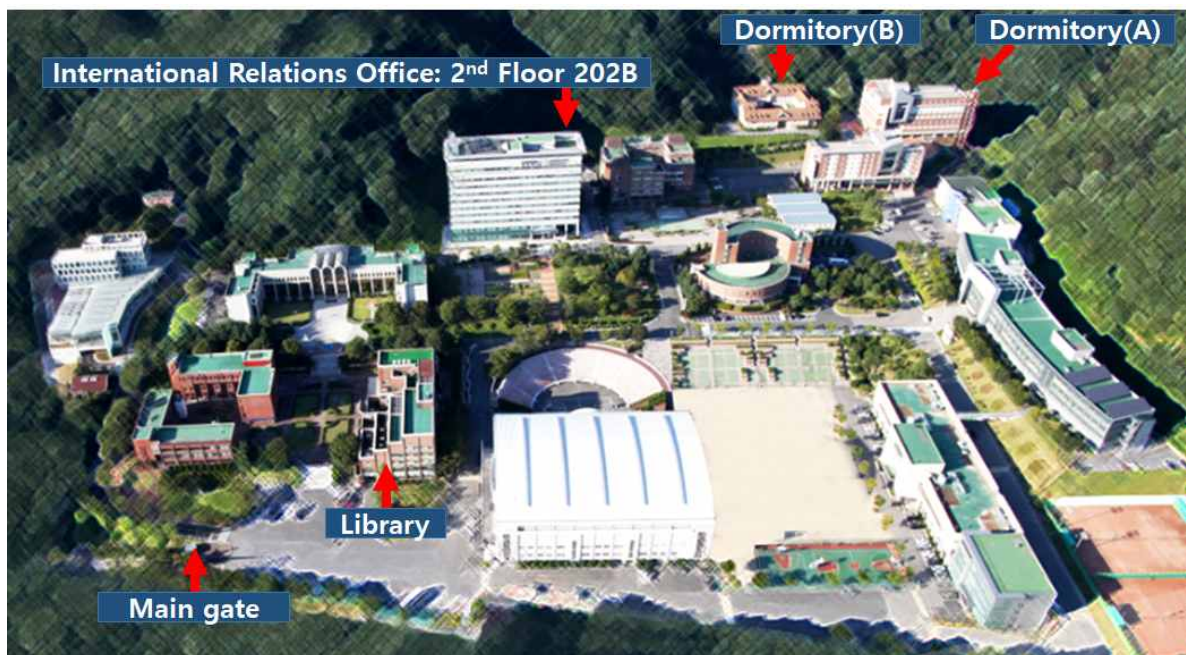 Dormitory(B)
Dormitory(A)
International Relations Office: 2nd Floor 202B
Library
Main gate